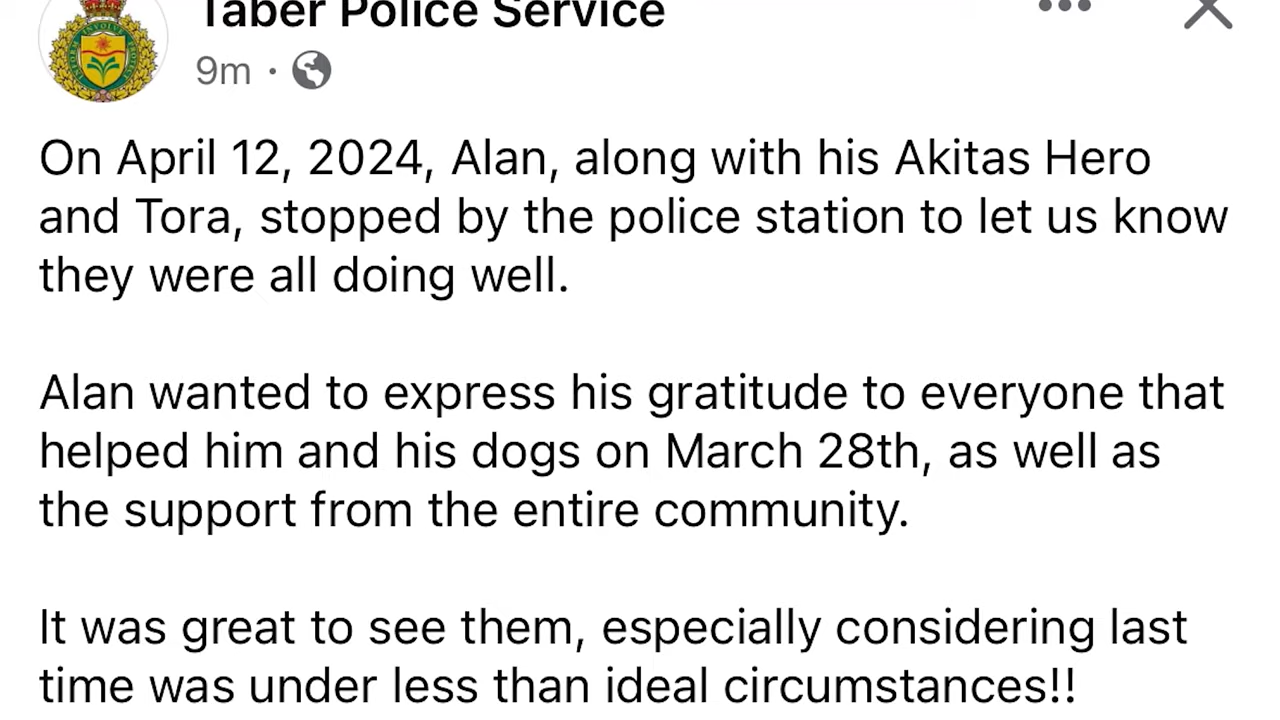 Taber Police Service
9m ·
On April 12, 2024, Alan, along with his Akitas Hero
and Tora, stopped by the police station to let us know
they were all doing well.
Alan wanted to express his gratitude to everyone that
helped him and his dogs on March 28th, as well as
the support from the entire community.
It was great to see them, especially considering last
time was under less than ideal circumstances!!